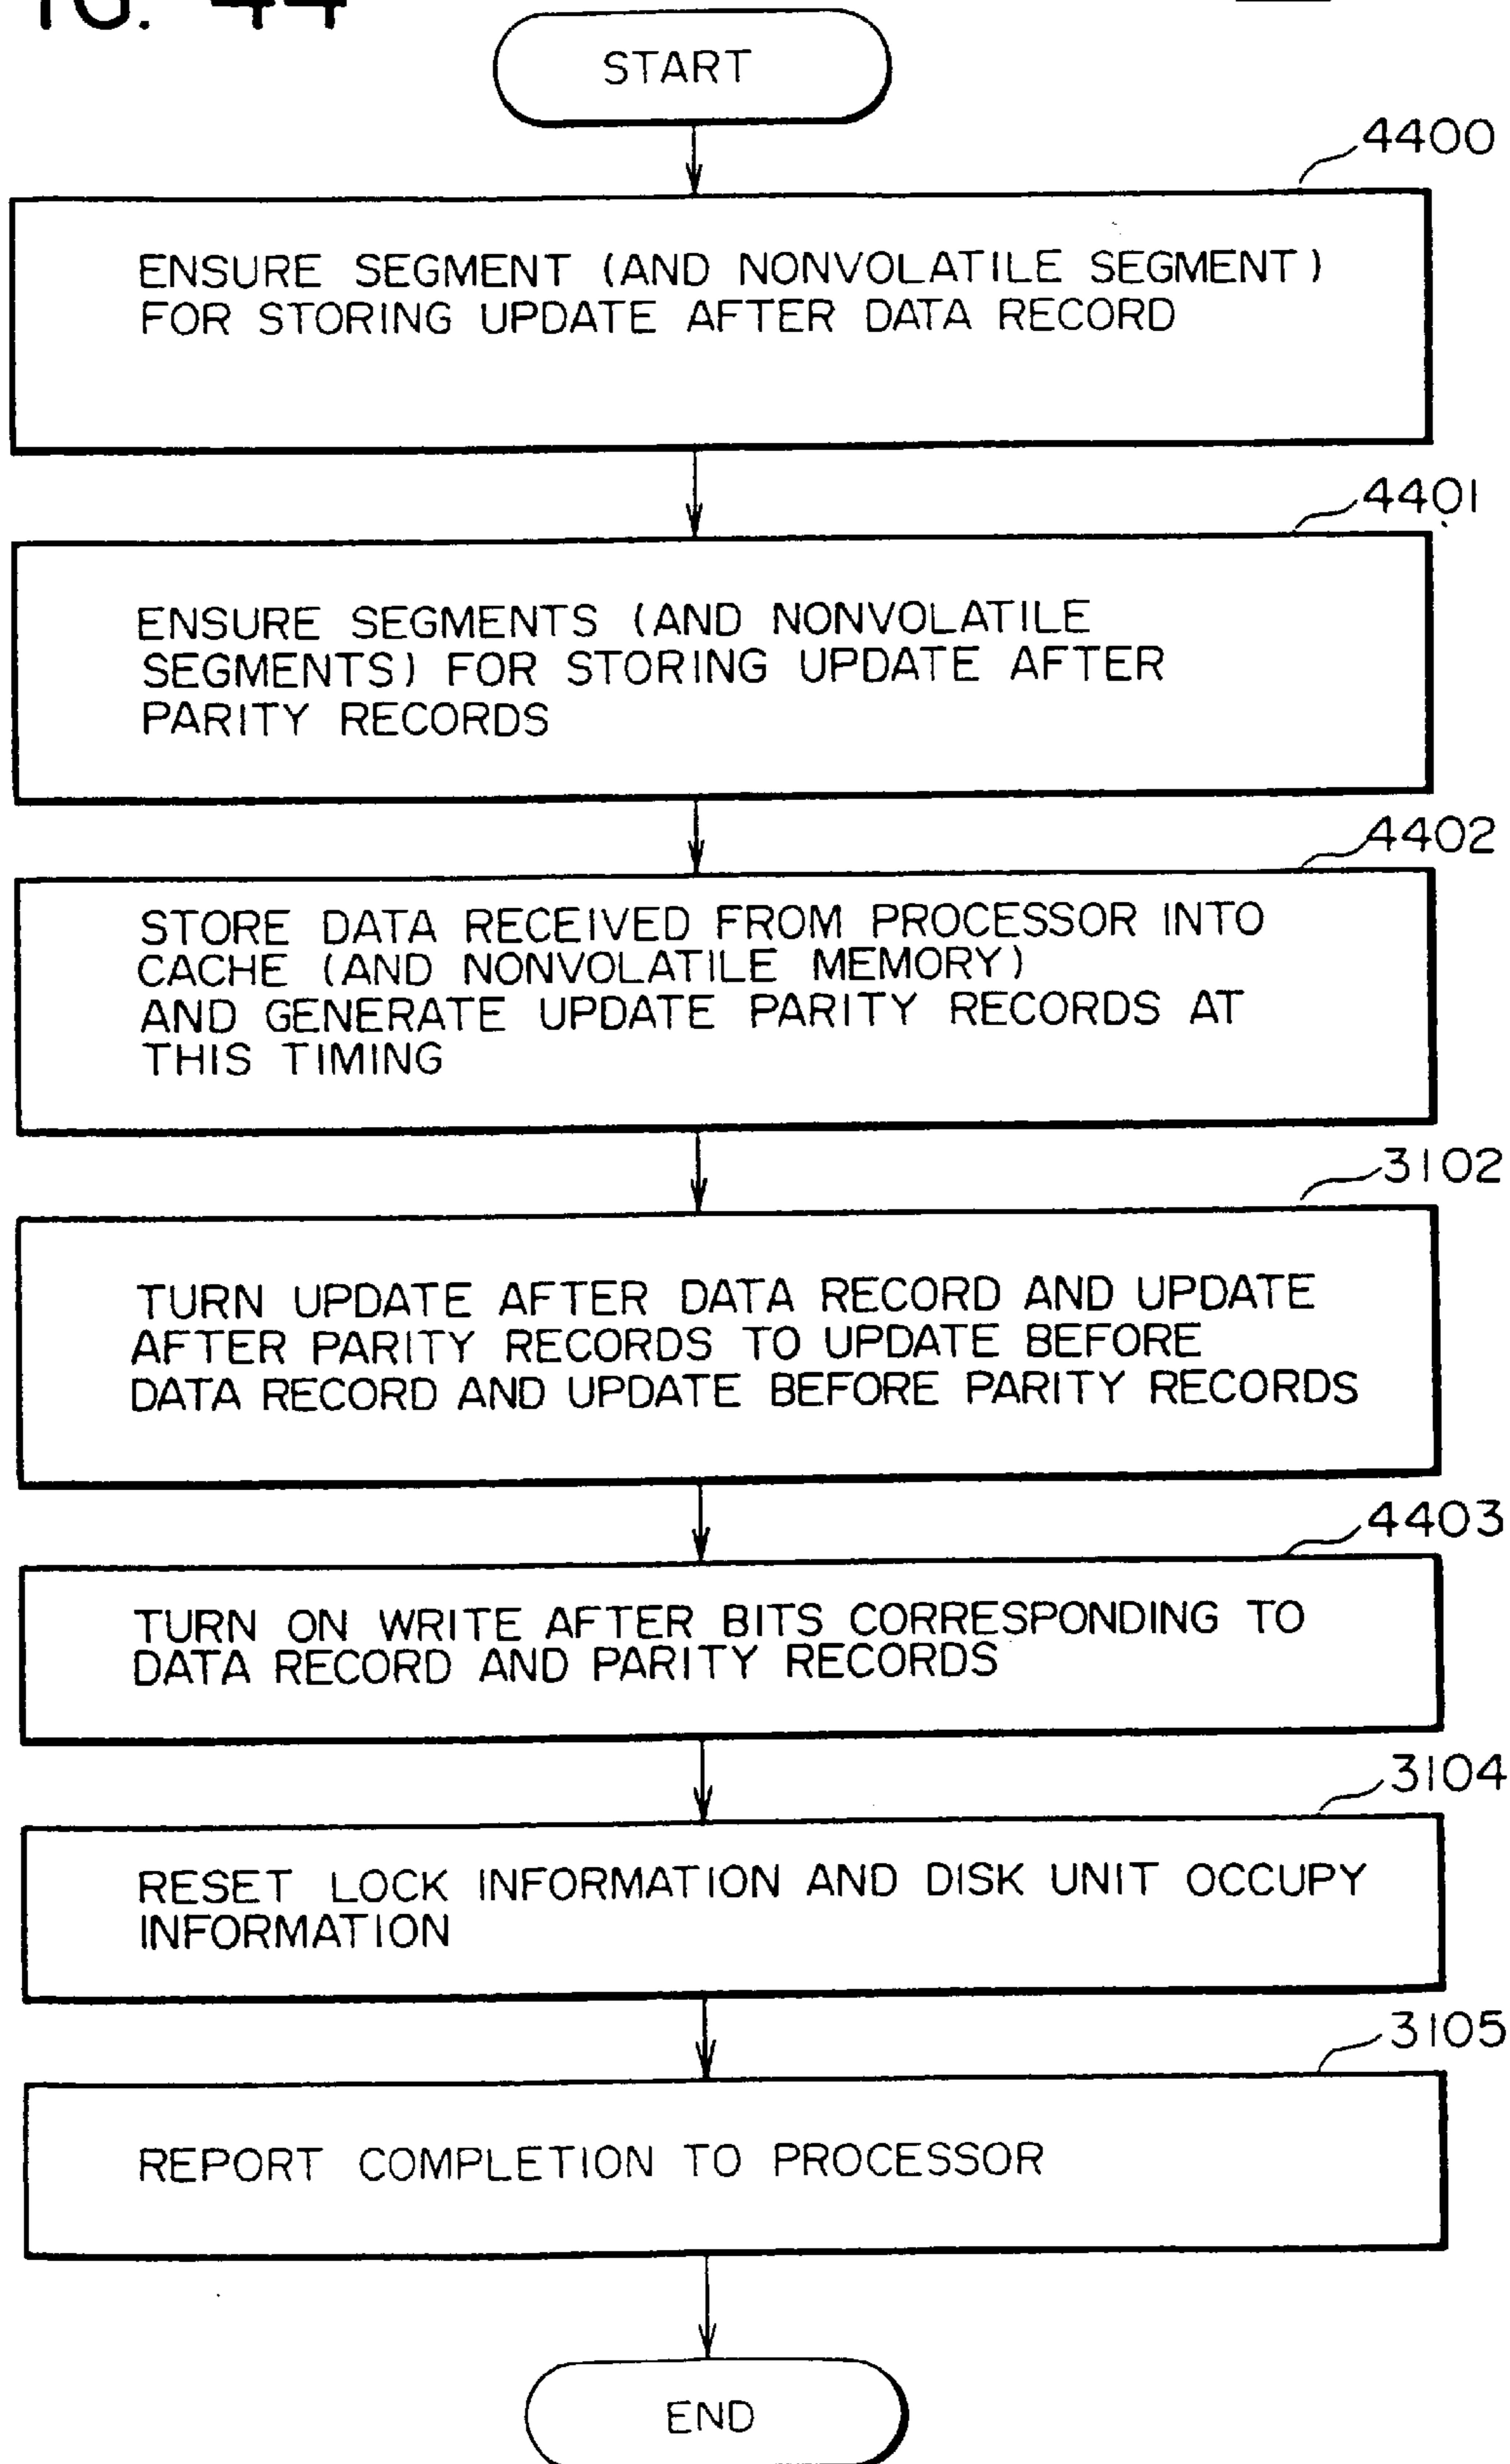 IG. 44
START
4400
ENSURE SEGMENT (AND NONVOLATILE SEGMENT)
FOR STORING UPDATE AFTER DATA RECORD
4401
ENSURE SEGMENTS (AND NONVOLATILE
SEGMENTS) FOR STORING UPDATE AFTER
PARITY RECORDS
4402
STORE DATA RECEIVED FROM PROCESSOR INTO
CACHE (AND NONVOLATILE MEMORY)
AND GENERATE UPDATE PARITY RECORDS AT
THIS TIMING
3102
TURN UPDATE AFTER DATA RECORD AND UPDATE
AFTER PARITY RECORDS TO UPDATE BEFORE
DATA RECORD AND UPDATE BEFORE PARITY RECORDS
4403
TURN ON WRITE AFTER BITS CORRESPONDING TO
DATA RECORD AND PARITY RECORDS
3104
RESET LOCK INFORMATION AND DISK UNIT OCCUPY
INFORMATION
3105
REPORT COMPLETION TO PROCESSOR
END